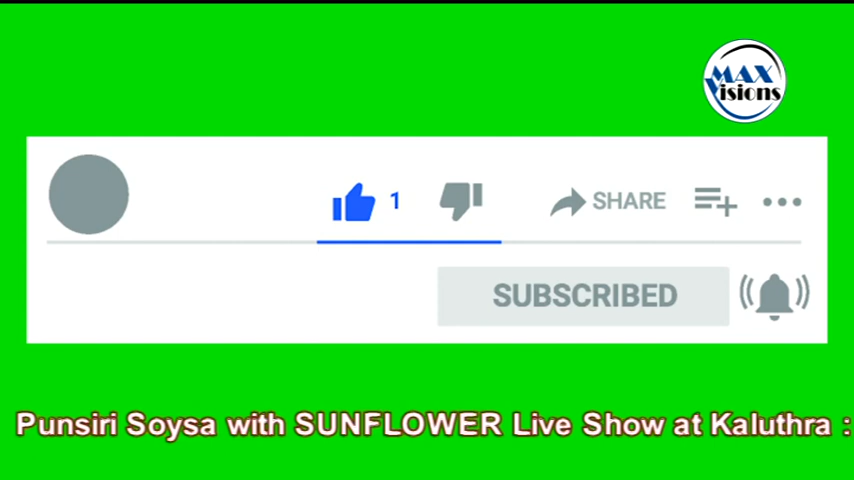 MAX
Visions
1
SHARE
SUBSCRIBED
Punsiri Soysa with SUNFLOWER Live Show at Kaluthra :